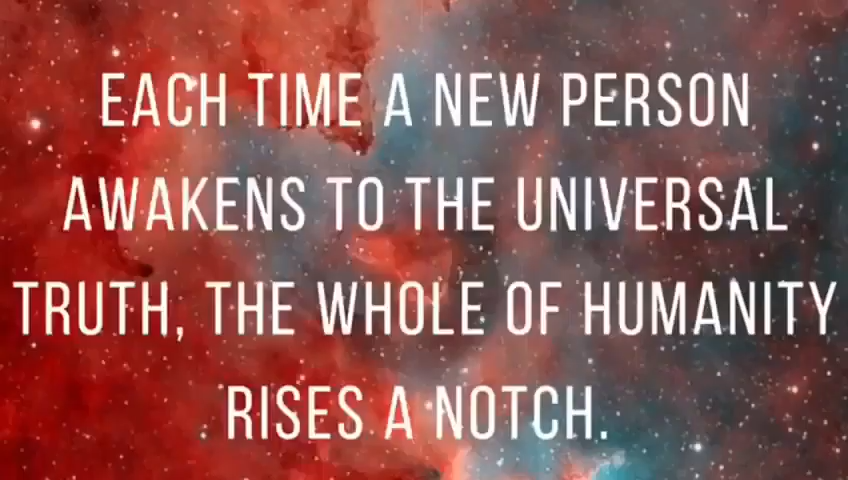 EACH TIME A NEW PERSON
AWAKENS TO THE UNIVERSAL
TRUTH, THE WHOLE OF HUMANITY
RISES A NOTCH.